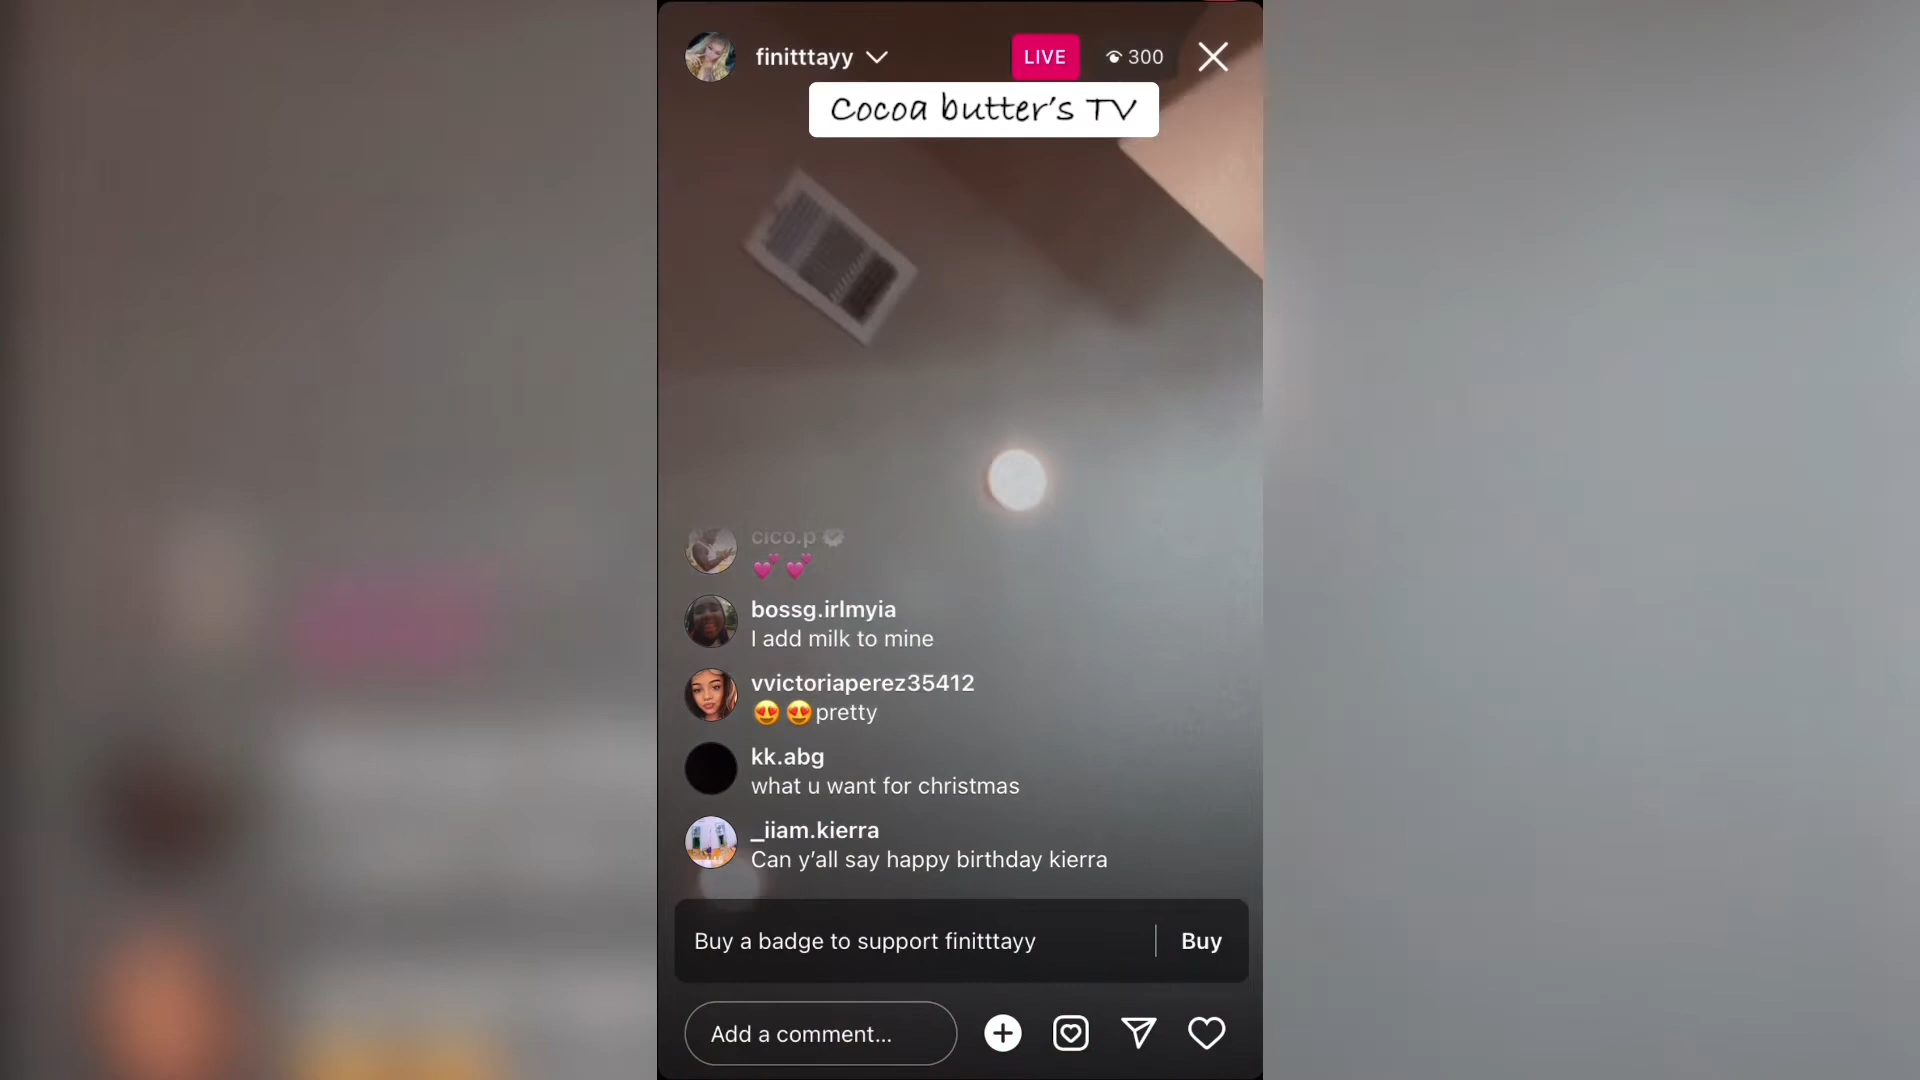 finitttayy
LIVE
300
Cocoa butter's TV
cico.p
💕 💕
bossg.irlmyia
I add milk to mine
vvictoriaperez35412
😍 😍pretty
kk.abg
what u want for christmas
_iiam.kierra
Can y'all say happy birthday kierra
Buy a badge to support finitttayy
Buy
Add a comment...